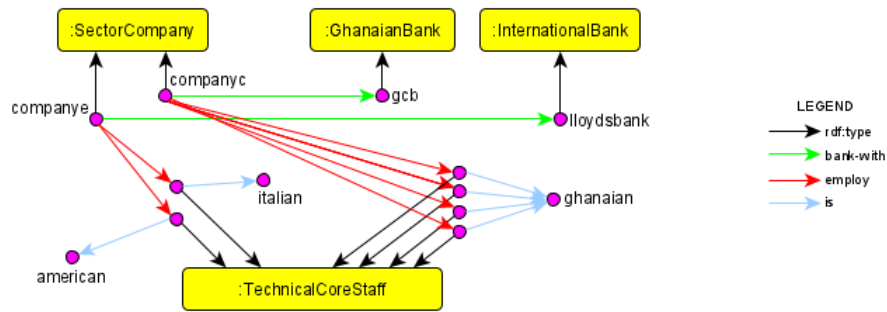 :SectorCompany
:GhanaianBank
:InternationalBank
companyc
companye
gcb
lloydsbank
LEGEND
rdf:type
bank-with
employ
is
italian
ghanaian
american
:TechnicalCoreStaff